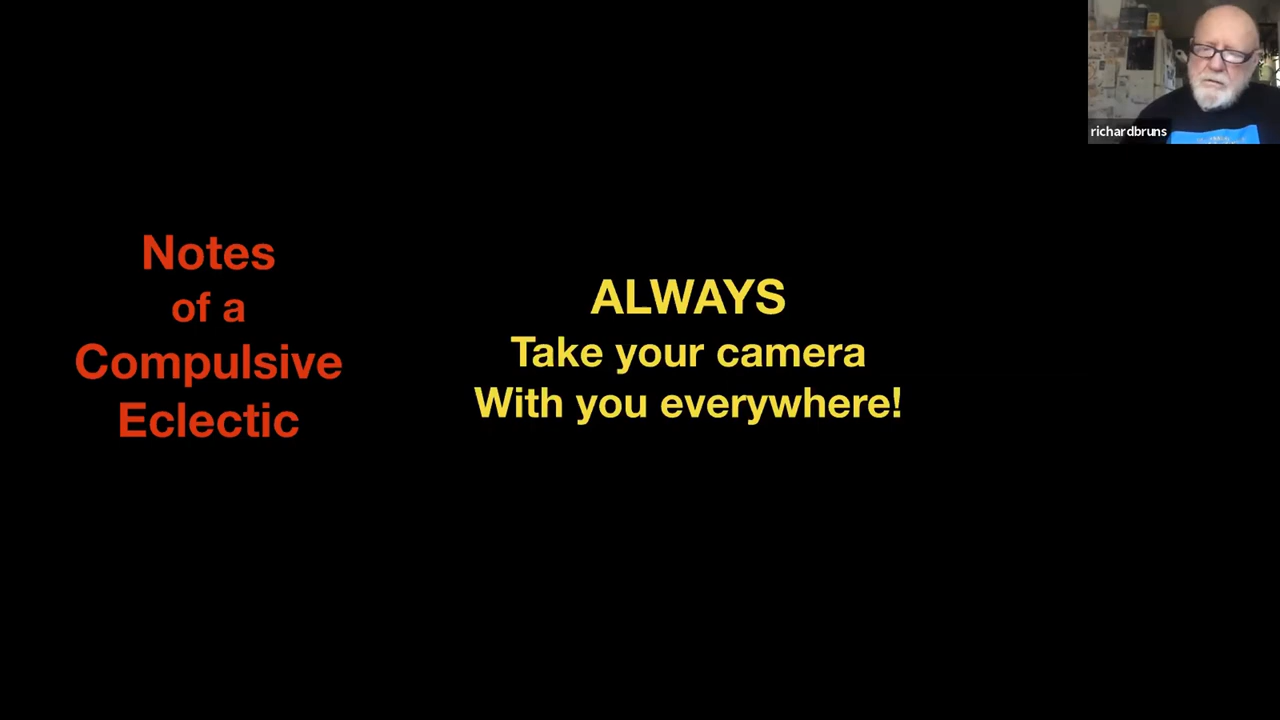 Notes
of a
Compulsive
Eclectic
ALWAYS
Take your camera
With you everywhere!
richardbruns